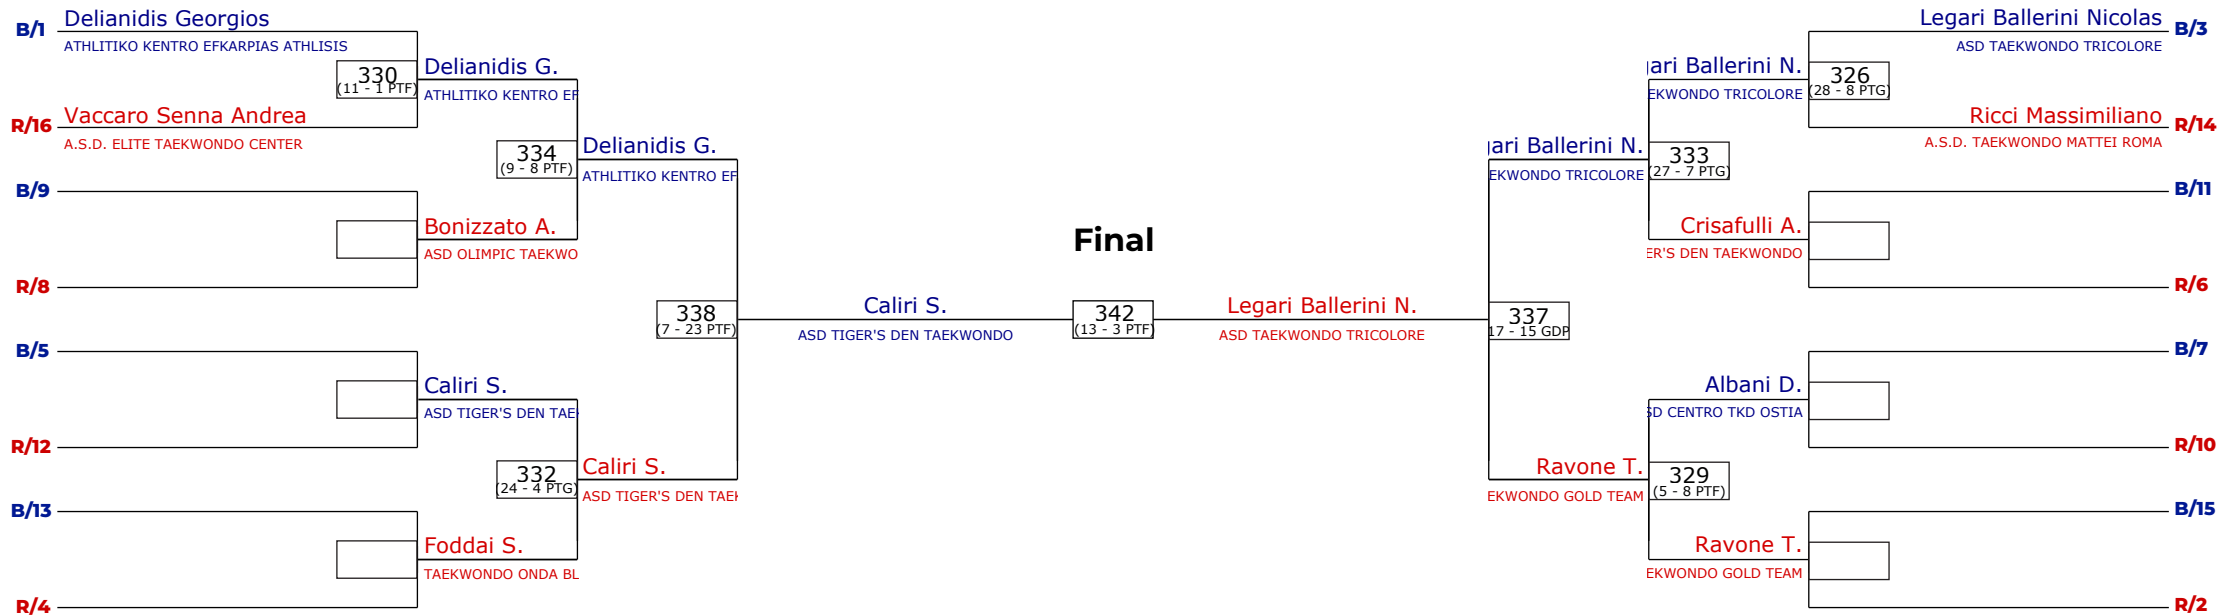 B/1
Delianidis Georgios
ATHLITIKO KENTRO EFKARPIAS ATHLISIS
330
(11 - 1 PTF)
Delianidis G.
ATHLITIKO KENTRO EF
R/16
Vaccaro Senna Andrea
A.S.D. ELITE TAEKWONDO CENTER
334
(9 - 8 PTF)
Delianidis G.
ATHLITIKO KENTRO EF
B/9
Bonizzato A.
ASD OLIMPIC TAEKWO
R/8
338
(7 - 23 PTF)
B/5
Caliri S.
ASD TIGER'S DEN TAE
R/12
332
(24 - 4 PTG)
Caliri S.
ASD TIGER'S DEN TAEK
B/13
Foddai S.
TAEKWONDO ONDA BL
R/4
Final
Caliri S.
ASD TIGER'S DEN TAEKWONDO
342
(13 - 3 PTF)
Legari Ballerini N.
ASD TAEKWONDO TRICOLORE
Legari Ballerini Nicolas
B/3
ASD TAEKWONDO TRICOLORE
gari Ballerini N.
EKWONDO TRICOLORE
326
(28 - 8 PTG)
Ricci Massimiliano
R/14
A.S.D. TAEKWONDO MATTEI ROMA
gari Ballerini N.
EKWONDO TRICOLORE
333
(27 - 7 PTG)
B/11
Crisafulli A.
ER'S DEN TAEKWONDO
R/6
337
17 - 15 GDP
B/7
Albani D.
SD CENTRO TKD OSTIA
R/10
Ravone T.
EKWONDO GOLD TEAM
329
(5 - 8 PTF)
B/15
Ravone T.
EKWONDO GOLD TEAM
R/2